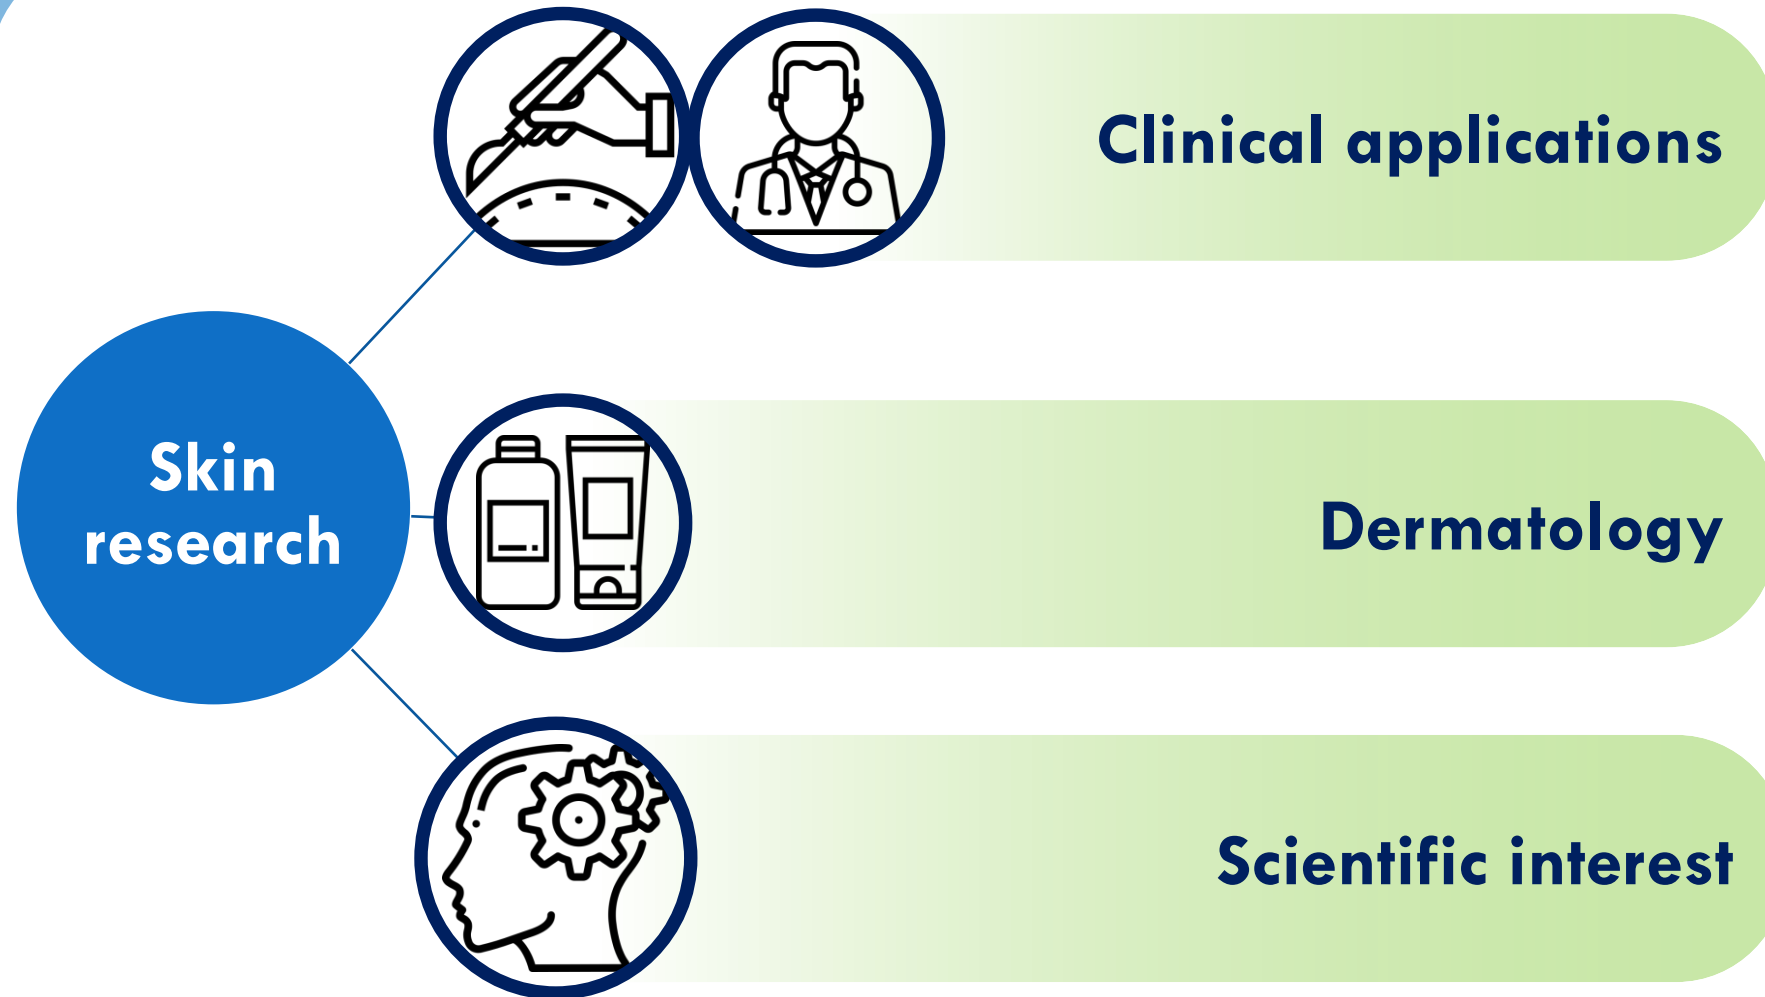 Clinical applications
Skin
research
Dermatology
Scientific interest